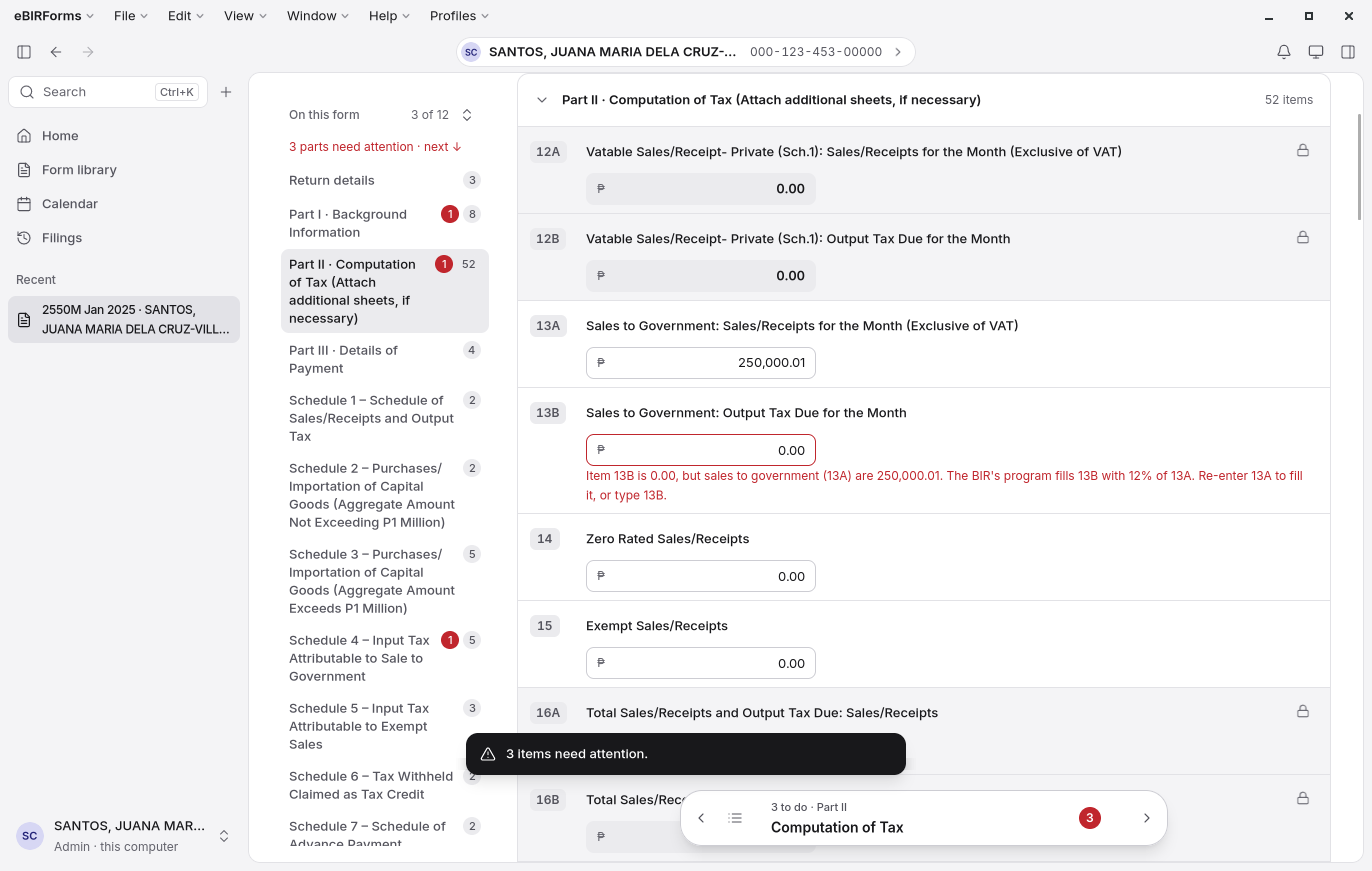 eBIRForms File Edit View Window Help Profiles
SC SANTOS, JUANA MARIA DELA CRUZ-... 000-123-453-00000
Search Ctrl+K
Home
Form library
Calendar
Filings
Recent
2550M Jan 2025 · SANTOS,
JUANA MARIA DELA CRUZ-VILL...
SC SANTOS, JUANA MAR...
Admin · this computer
On this form 3 of 12
3 parts need attention · next ↓
Return details 3
Part I · Background 1 8
Information
Part II · Computation 1 52
of Tax (Attach
additional sheets, if
necessary)
Part III · Details of 4
Payment
Schedule 1 – Schedule of 2
Sales/Receipts and Output
Tax
Schedule 2 – Purchases/ 2
Importation of Capital
Goods (Aggregate Amount
Not Exceeding P1 Million)
Schedule 3 – Purchases/ 5
Importation of Capital
Goods (Aggregate Amount
Exceeds P1 Million)
Schedule 4 – Input Tax 1 5
Attributable to Sale to
Government
Schedule 5 – Input Tax 3
Attributable to Exempt
Sales
Schedule 6 – Tax Withheld 2
Claimed as Tax Credit
Schedule 7 – Schedule of 2
Advance Payment
Part II · Computation of Tax (Attach additional sheets, if necessary) 52 items
12A Vatable Sales/Receipt- Private (Sch.1): Sales/Receipts for the Month (Exclusive of VAT)
₱ 0.00
12B Vatable Sales/Receipt- Private (Sch.1): Output Tax Due for the Month
₱ 0.00
13A Sales to Government: Sales/Receipts for the Month (Exclusive of VAT)
₱ 250,000.01
13B Sales to Government: Output Tax Due for the Month
₱ 0.00
Item 13B is 0.00, but sales to government (13A) are 250,000.01. The BIR's program fills 13B with 12% of 13A. Re-enter 13A to fill
it, or type 13B.
14 Zero Rated Sales/Receipts
₱ 0.00
15 Exempt Sales/Receipts
₱ 0.00
16A Total Sales/Receipts and Output Tax Due: Sales/Receipts
3 items need attention.
16B Total Sales/Rec
₱
3 to do · Part II
Computation of Tax 3